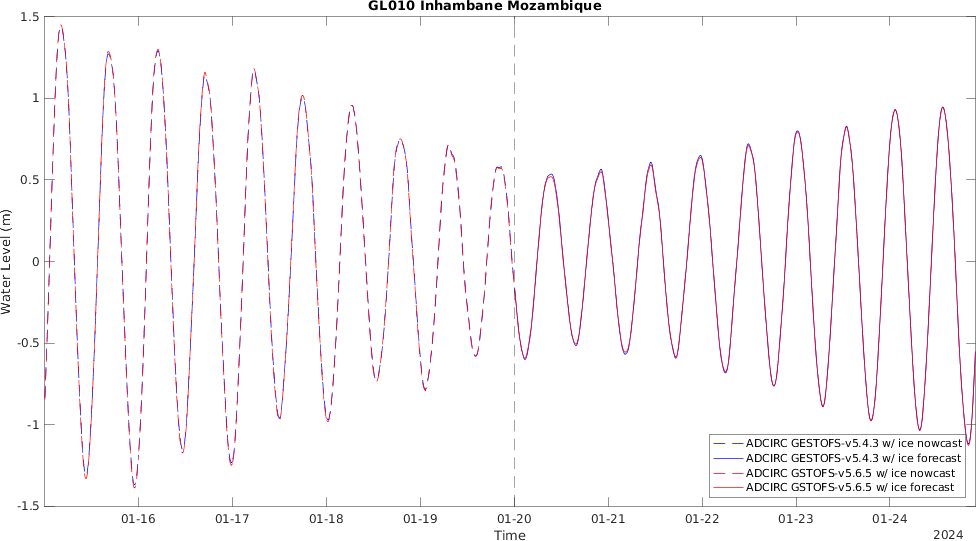 GL010 Inhambane Mozambique
1.5
1
0.5
0
-0.5
-1
-1.5
Water Level (m)
01-16 01-17 01-18 01-19 01-20 01-21 01-22 01-23 01-24
Time
2024
ADCIRC GESTOFS-v5.4.3 w/ ice nowcast
ADCIRC GESTOFS-v5.4.3 w/ ice forecast
ADCIRC GSTOFS-v5.6.5 w/ ice nowcast
ADCIRC GSTOFS-v5.6.5 w/ ice forecast